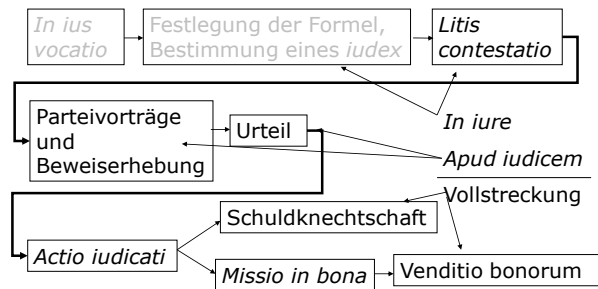 In ius
vocatio
Festlegung der Formel,
Bestimmung eines iudex
Litis
contestatio
In iure
Parteivorträge
und
Beweiserhebung
Urteil
Apud iudicem
Vollstreckung
Schuldknechtschaft
Actio iudicati
Missio in bona
Venditio bonorum